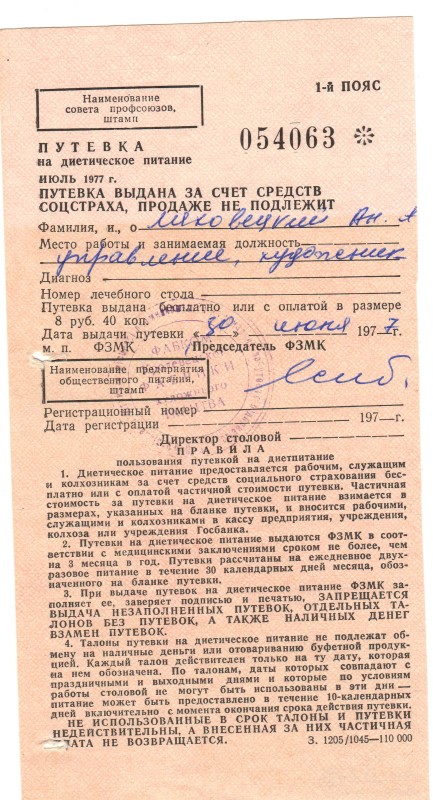 1-й ПОЯС
Наименование
совета профсоюзов,
штамп
054063 *
ПУТЕВКА
на диетическое питание
ИЮЛЬ 1977 г.
ПУТЕВКА ВЫДАНА ЗА СЧЕТ СРЕДСТВ
СОЦСТРАХА, ПРОДАЖЕ НЕ ПОДЛЕЖИТ
Фамилия, и., о Ляховецкий Ан. А
Место работы и занимаемая должность
управление, художник
Диагноз
Номер лечебного стола
Путевка выдана бесплатно или с оплатой в размере
8 руб. 40 коп.
Дата выдачи путевки «30» июня 1977 г.
м. п. ФЗМК Председатель ФЗМК
Наименование предприятия
общественного питания,
штамп
Регистрационный номер
Дата регистрации 197—г.
Директор столовой
ПРАВИЛА
пользования путевкой на диетпитание
1. Диетическое питание предоставляется рабочим, служащим
и колхозникам за счет средств социального страхования бес-
платно или с оплатой частичной стоимости путевки. Частичная
стоимость за путевки на диетическое питание взимается в
размерах, указанных на бланке путевки, и вносится рабочими,
служащими и колхозниками в кассу предприятия, учреждения,
колхоза или учреждения Госбанка.
2. Путевки на диетическое питание выдаются ФЗМК в соот-
ветствии с медицинскими заключениями сроком не более, чем
на 3 месяца в год. Путевки рассчитаны на ежедневное двух-
разовое питание в течение 30 календарных дней месяца, обоз-
наченного на бланке путевки.
3. При выдаче путевок на диетическое питание ФЗМК за-
полняет ее, заверяет подписью и печатью, ЗАПРЕЩАЕТСЯ
ВЫДАЧА НЕЗАПОЛНЕННЫХ ПУТЕВОК, ОТДЕЛЬНЫХ ТА-
ЛОНОВ БЕЗ ПУТЕВОК, А ТАКЖЕ НАЛИЧНЫХ ДЕНЕГ
ВЗАМЕН ПУТЕВОК.
4. Талоны путевки на диетическое питание не подлежат об-
мену на наличные деньги или отовариванию буфетной продук-
цией. Каждый талон действителен только на ту дату, которая
на нем обозначена. По талонам, даты которых совпадают с
праздничными и выходными днями и которые по условиям
работы столовой не могут быть использованы в эти дни —
питание может быть предоставлено в течение 10-календарных
дней включительно с момента окончания срока действия путевки.
НЕ ИСПОЛЬЗОВАННЫЕ В СРОК ТАЛОНЫ И ПУТЕВКИ
НЕДЕЙСТВИТЕЛЬНЫ, А ВНЕСЕННАЯ ЗА НИХ ЧАСТИЧНАЯ
ПЛАТА НЕ ВОЗВРАЩАЕТСЯ. З. 1205/1045—110 000